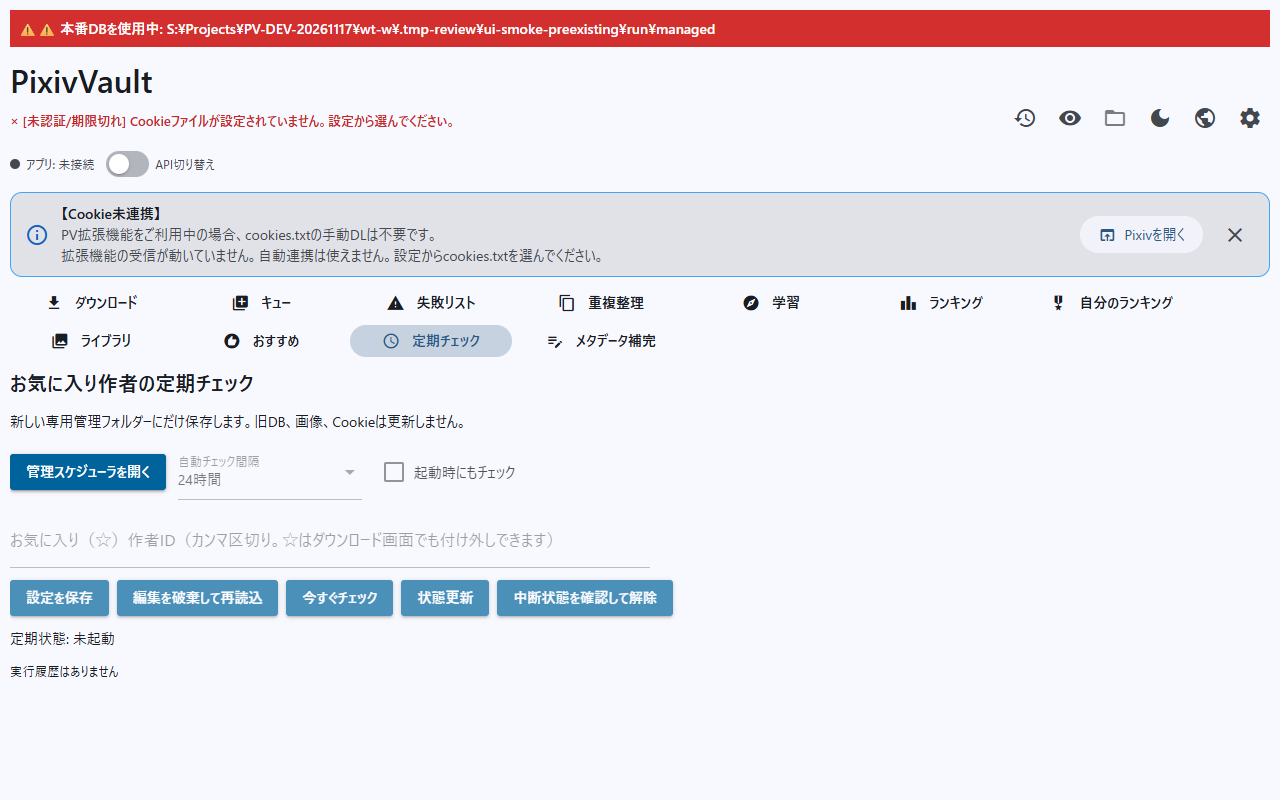 本番DBを使用中: S:¥Projects¥PV-DEV-20261117¥wt-w¥.tmp-review¥ui-smoke-preexisting¥run¥managed
PixivVault
× [未認証/期限切れ] Cookieファイルが設定されていません。設定から選んでください。
アプリ: 未接続 API切り替え
【Cookie未連携】
PV拡張機能をご利用中の場合、cookies.txtの手動DLは不要です。
拡張機能の受信が動いていません。自動連携は使えません。設定からcookies.txtを選んでください。
Pixivを開く
ダウンロード キュー 失敗リスト 重複整理 学習 ランキング 自分のランキング
ライブラリ おすすめ 定期チェック メタデータ補完
お気に入り作者の定期チェック
新しい専用管理フォルダーにだけ保存します。旧DB、画像、Cookieは更新しません。
管理スケジューラを開く
自動チェック間隔
24時間
起動時にもチェック
お気に入り（☆）作者ID（カンマ区切り。☆はダウンロード画面でも付け外しできます）
設定を保存 編集を破棄して再読込 今すぐチェック 状態更新 中断状態を確認して解除
定期状態: 未起動
実行履歴はありません